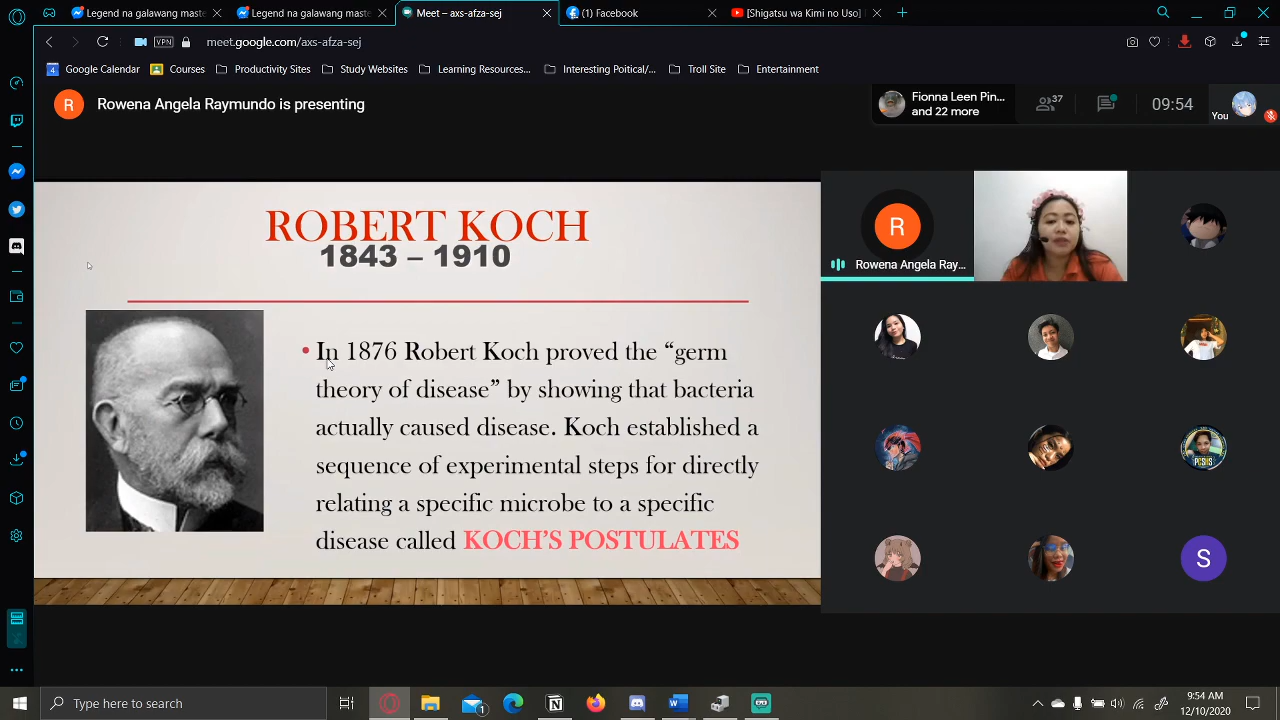 Legend na galawang maste
Legend na galawang maste
Meet – axs-afza-sej
(1) Facebook
[Shigatsu wa Kimi no Uso] l
VPN
meet.google.com/axs-afza-sej
4
Google Calendar
Courses
Productivity Sites
Study Websites
Learning Resources...
Interesting Poitical/...
Troll Site
Entertainment
R
Rowena Angela Raymundo is presenting
Fionna Leen Pin...
and 22 more
37
09:54
You
ROBERT KOCH
1843 – 1910
• In 1876 Robert Koch proved the “germ
theory of disease” by showing that bacteria
actually caused disease. Koch established a
sequence of experimental steps for directly
relating a specific microbe to a specific
disease called KOCH’S POSTULATES
R
Rowena Angela Ray...
PCSHS
S
Type here to search
1
W
9:54 AM
12/10/2020